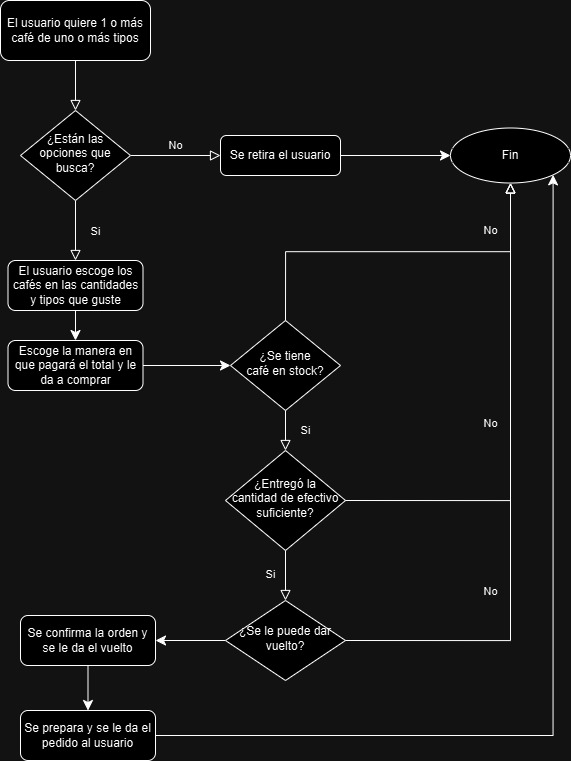 El usuario quiere 1 o más
café de uno o más tipos
¿Están las
opciones que
busca?
No
Se retira el usuario
Fin
Si
El usuario escoge los
cafés en las cantidades
y tipos que guste
No
Escoge la manera en
que pagará el total y le
da a comprar
¿Se tiene
café en stock?
Si
No
¿Entregó la
cantidad de efectivo
suficiente?
Si
No
¿Se le puede dar
vuelto?
Se confirma la orden y
se le da el vuelto
Se prepara y se le da el
pedido al usuario